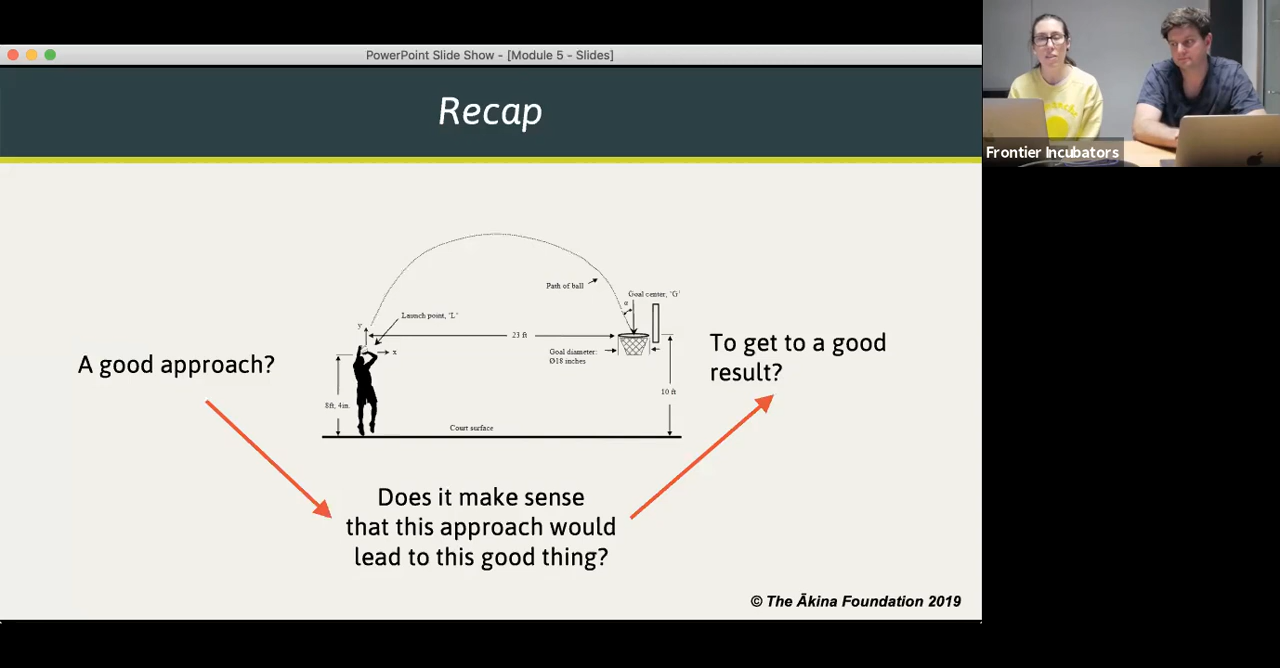 PowerPoint Slide Show - [Module 5 - Slides]
Recap
Frontier Incubators
Path of ball
Goal center, 'G'
α
Launch point, 'L'
y
x
23 ft
Goal diameter:
Ø18 inches
10 ft
8ft, 4in.
Court surface
A good approach?
To get to a good
result?
Does it make sense
that this approach would
lead to this good thing?
© The Ākina Foundation 2019